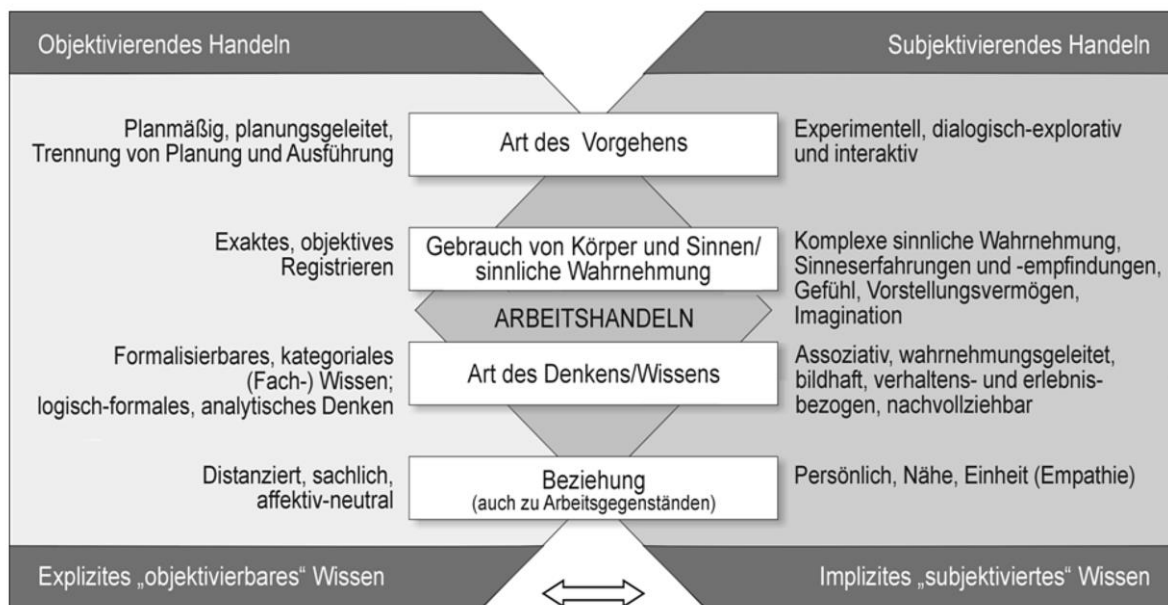 Objektivierendes Handeln
Subjektivierendes Handeln
Planmäßig, planungsgeleitet,
Trennung von Planung und Ausführung
Art des Vorgehens
Experimentell, dialogisch-explorativ
und interaktiv
Exaktes, objektives
Registrieren
Gebrauch von Körper und Sinnen/
sinnliche Wahrnehmung
Komplexe sinnliche Wahrnehmung,
Sinneserfahrungen und -empfindungen,
Gefühl, Vorstellungsvermögen,
Imagination
ARBEITSHANDELN
Formalisierbares, kategoriales
(Fach-) Wissen;
logisch-formales, analytisches Denken
Art des Denkens/Wissens
Assoziativ, wahrnehmungsgeleitet,
bildhaft, verhaltens- und erlebnis-
bezogen, nachvollziehbar
Distanziert, sachlich,
affektiv-neutral
Beziehung
(auch zu Arbeitsgegenständen)
Persönlich, Nähe, Einheit (Empathie)
Explizites „objektivierbares“ Wissen
Implizites „subjektiviertes“ Wissen